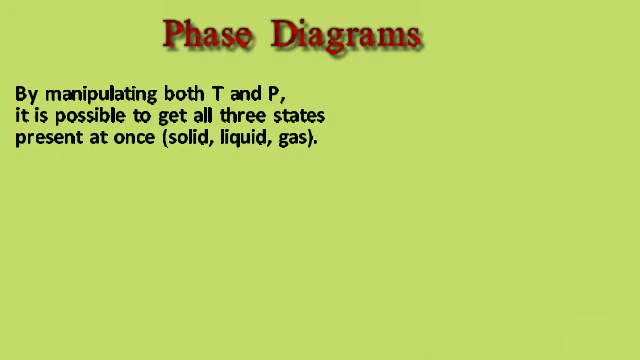 Phase Diagrams
By manipulating both T and P,
it is possible to get all three states
present at once (solid, liquid, gas).